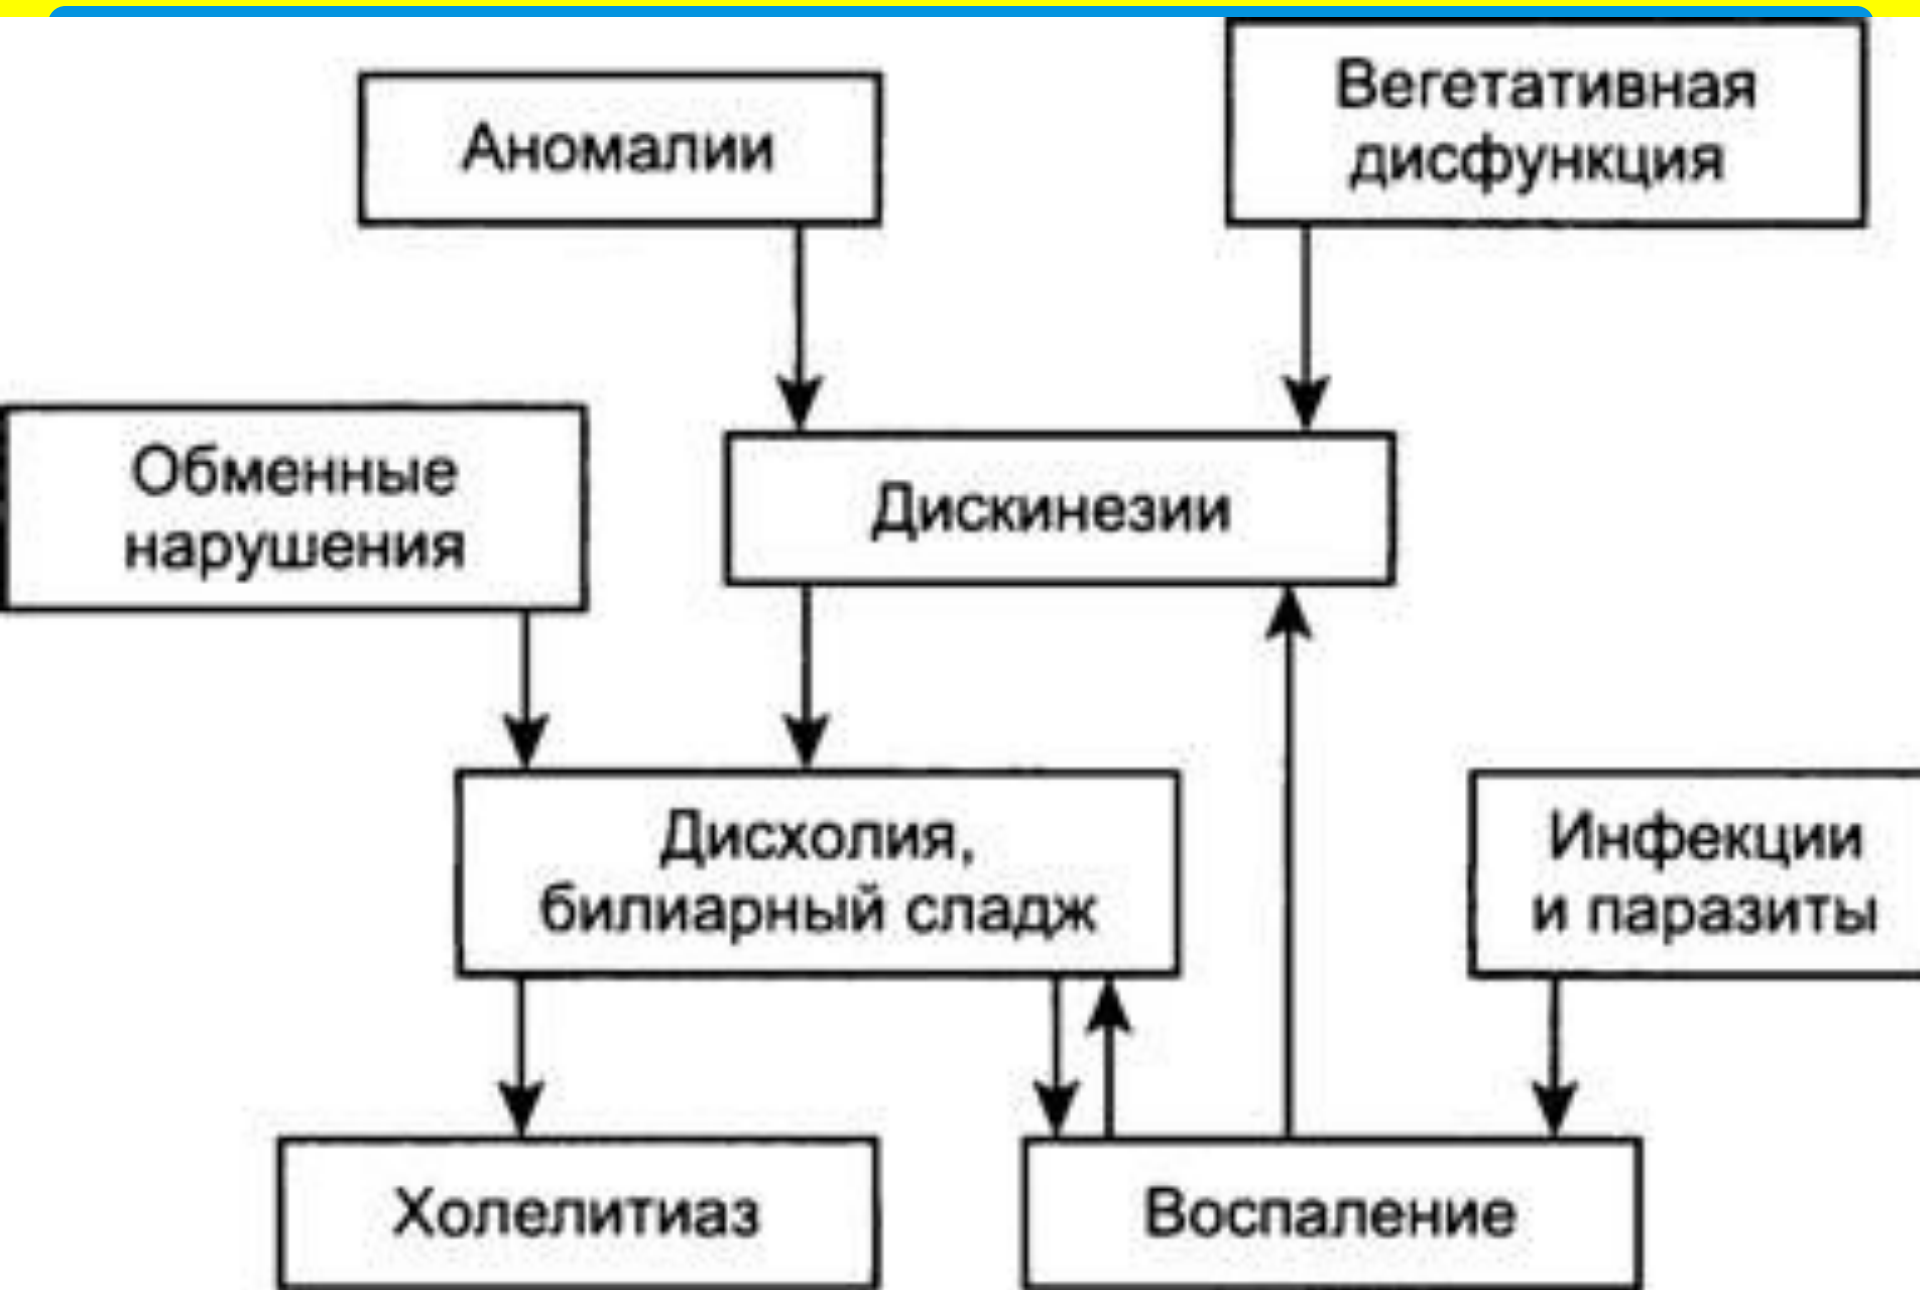 Аномалии
Вегетативная
дисфункция
Обменные
нарушения
Дискинезии
Дисхолия,
билиарный сладж
Инфекции
и паразиты
Холелитиаз
Воспаление